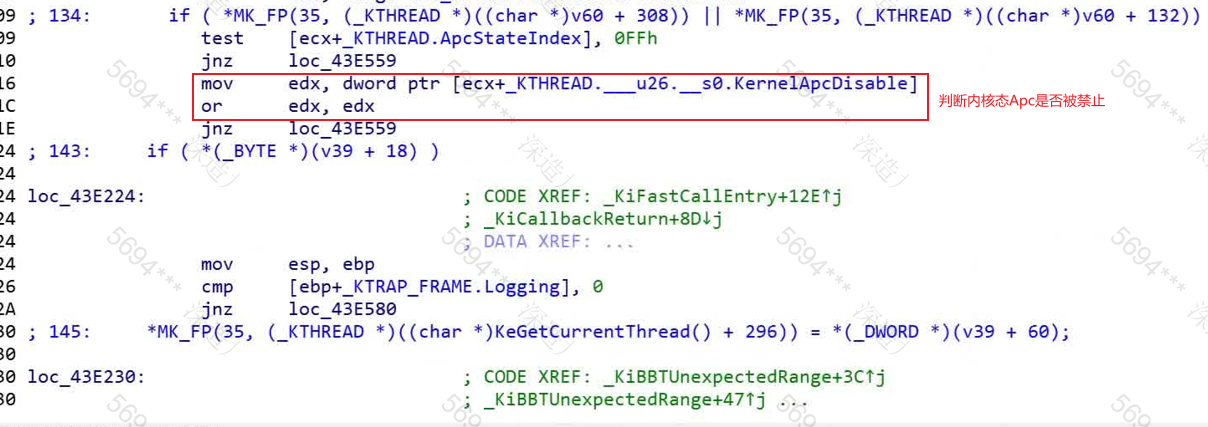 09 ; 134:     if ( *MK_FP(35, (_KTHREAD *)((char *)v60 + 308)) || *MK_FP(35, (_KTHREAD *)((char *)v60 + 132))
09 test [ecx+_KTHREAD.ApcStateIndex], 0FFh
10 jnz loc_43E559
16 mov edx, dword ptr [ecx+_KTHREAD.___u26.__s0.KernelApcDisable]
判断内核态Apc是否被禁止
1C or edx, edx
1E jnz loc_43E559
24 ; 143:   if ( *(_BYTE *)(v39 + 18) )
24
24 loc_43E224: ; CODE XREF: _KiFastCallEntry+12E↑j
24 ; _KiCallbackReturn+8D↓j
24 ; DATA XREF: ...
24 mov esp, ebp
26 cmp [ebp+_KTRAP_FRAME.Logging], 0
2A jnz loc_43E580
30 ; 145:   *MK_FP(35, (_KTHREAD *)((char *)KeGetCurrentThread() + 296)) = *(_DWORD *)(v39 + 60);
30
30 loc_43E230: ; CODE XREF: _KiBBTUnexpectedRange+3C↑j
30 ; _KiBBTUnexpectedRange+47↑j ...
5694*** 深造丿